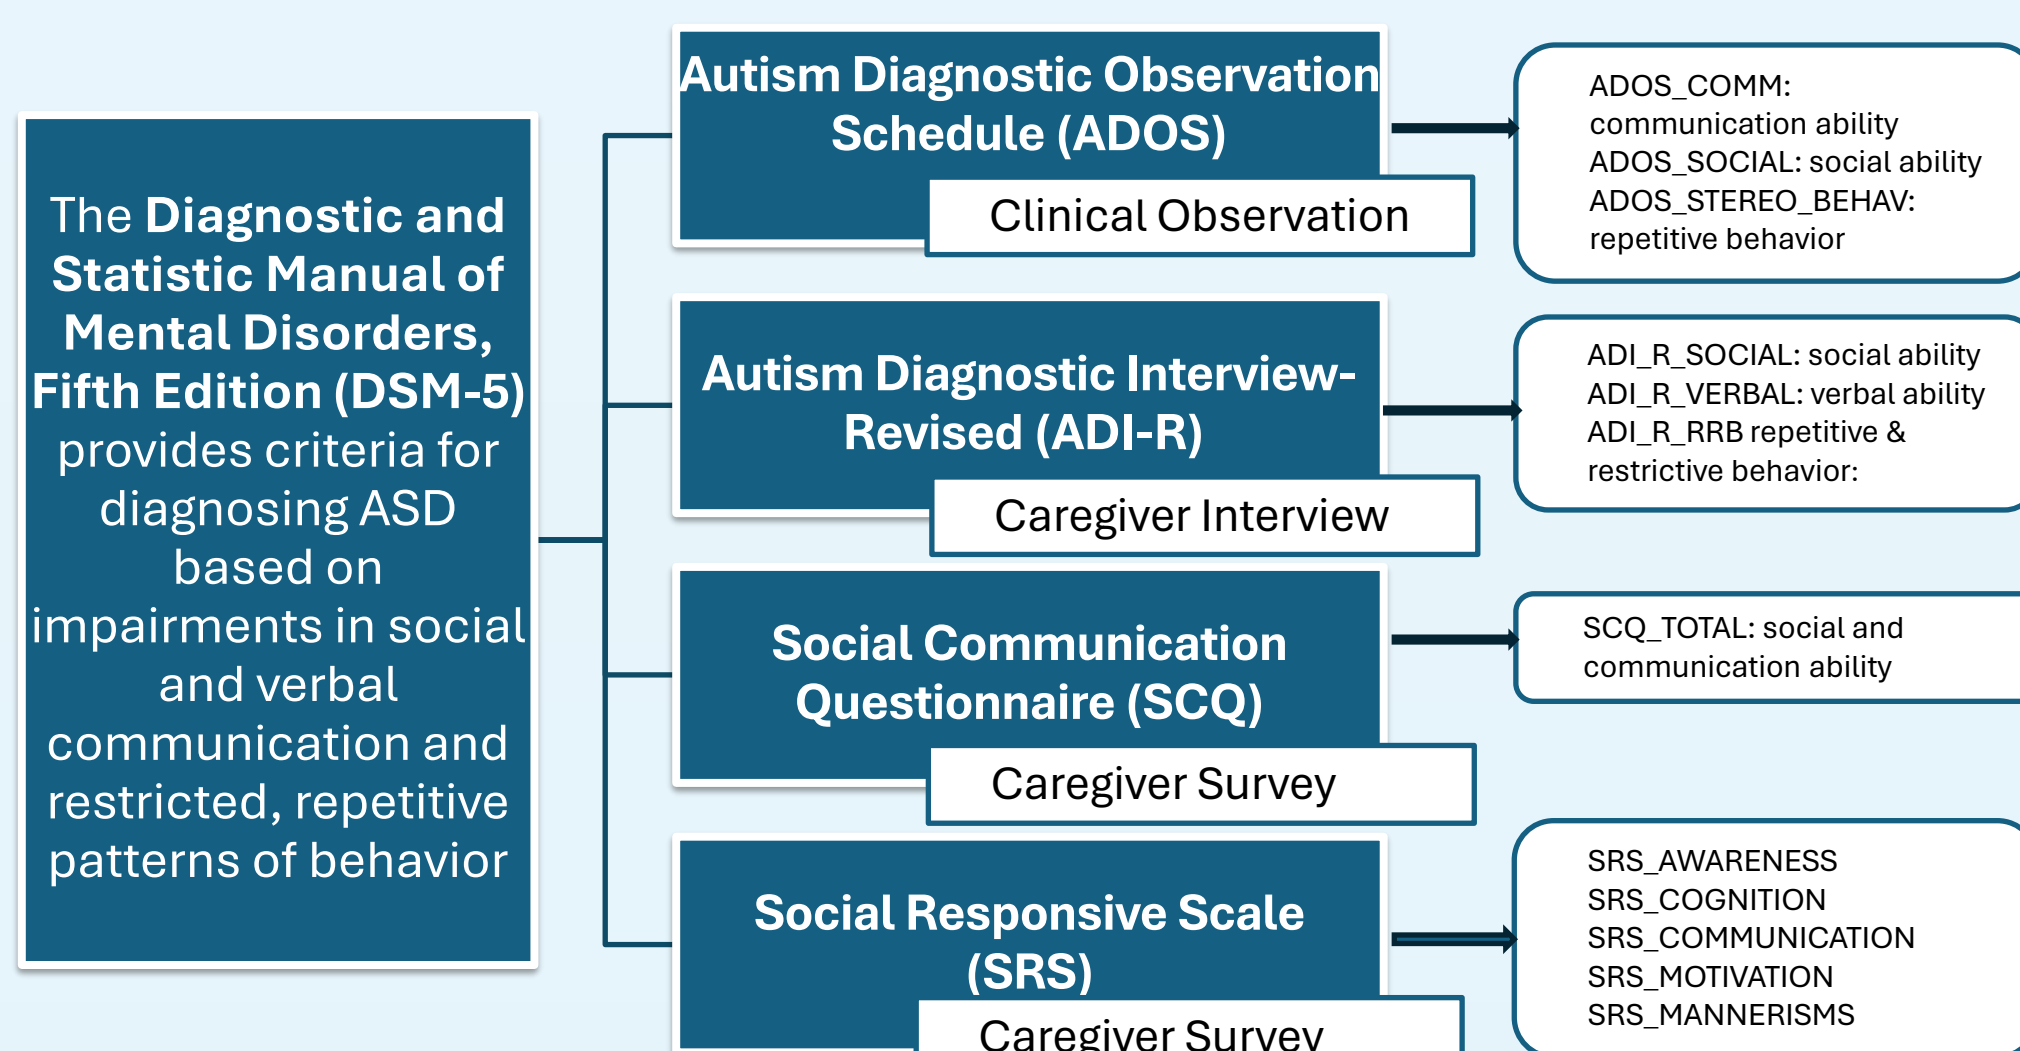 The Diagnostic and
Statistic Manual of
Mental Disorders,
Fifth Edition (DSM-5)
provides criteria for
diagnosing ASD
based on
impairments in social
and verbal
communication and
restricted, repetitive
patterns of behavior
Autism Diagnostic Observation
Schedule (ADOS)
Clinical Observation
ADOS_COMM:
communication ability
ADOS_SOCIAL: social ability
ADOS_STEREO_BEHAV:
repetitive behavior
Autism Diagnostic Interview-
Revised (ADI-R)
Caregiver Interview
ADI_R_SOCIAL: social ability
ADI_R_VERBAL: verbal ability
ADI_R_RRB repetitive &
restrictive behavior:
Social Communication
Questionnaire (SCQ)
Caregiver Survey
SCQ_TOTAL: social and
communication ability
Social Responsive Scale
(SRS)
Caregiver Survey
SRS_AWARENESS
SRS_COGNITION
SRS_COMMUNICATION
SRS_MOTIVATION
SRS_MANNERISMS